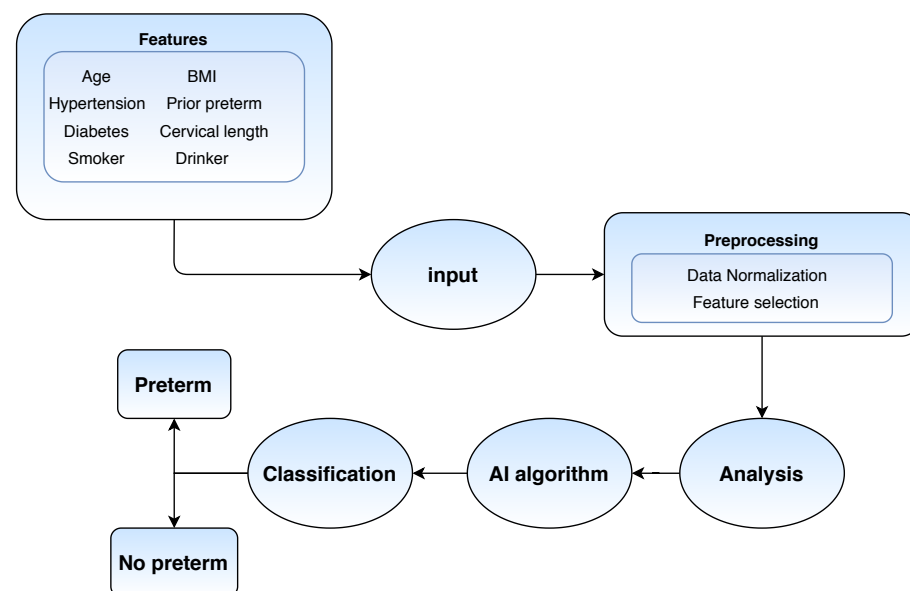 Features
Age BMI
Hypertension Prior preterm
Diabetes Cervical length
Smoker Drinker
input
Preprocessing
Data Normalization
Feature selection
Preterm
Classification AI algorithm Analysis
No preterm